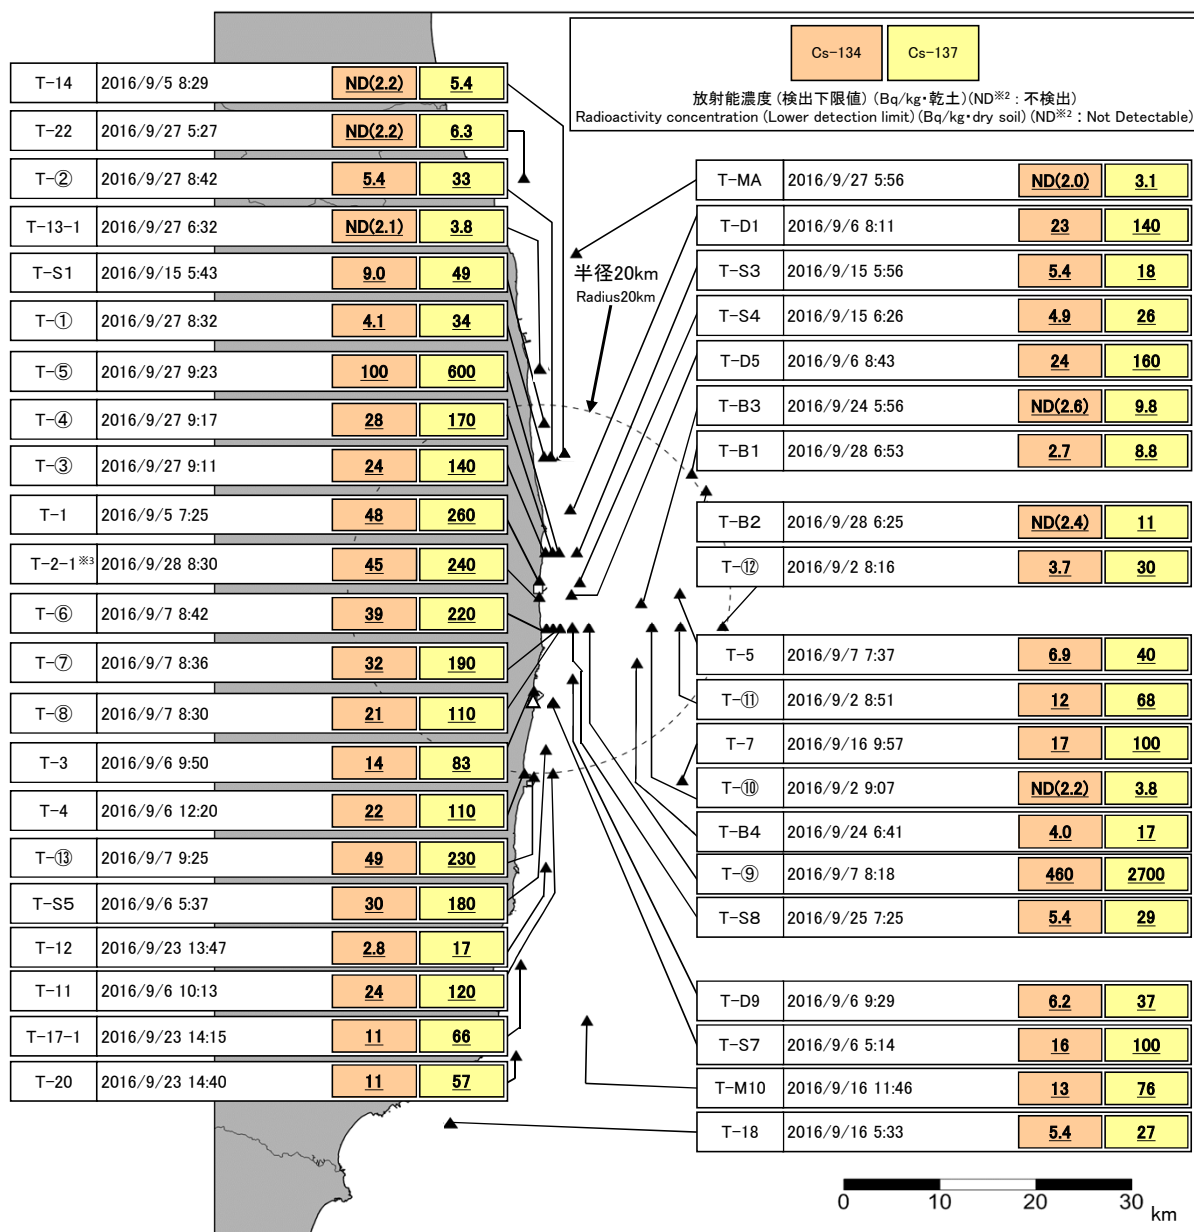 Cs-134 Cs-137
放射能濃度 (検出下限値) (Bq/kg・乾土)(ND※2 : 不検出)
Radioactivity concentration (Lower detection limit) (Bq/kg・dry soil) (ND※2 : Not Detectable)
T-14 2016/9/5 8:29 ND(2.2) 5.4
T-22 2016/9/27 5:27 ND(2.2) 6.3
T-② 2016/9/27 8:42 5.4 33
T-13-1 2016/9/27 6:32 ND(2.1) 3.8
T-S1 2016/9/15 5:43 9.0 49
T-① 2016/9/27 8:32 4.1 34
T-⑤ 2016/9/27 9:23 100 600
T-④ 2016/9/27 9:17 28 170
T-③ 2016/9/27 9:11 24 140
T-1 2016/9/5 7:25 48 260
T-2-1※3 2016/9/28 8:30 45 240
T-⑥ 2016/9/7 8:42 39 220
T-⑦ 2016/9/7 8:36 32 190
T-⑧ 2016/9/7 8:30 21 110
T-3 2016/9/6 9:50 14 83
T-4 2016/9/6 12:20 22 110
T-⑬ 2016/9/7 9:25 49 230
T-S5 2016/9/6 5:37 30 180
T-12 2016/9/23 13:47 2.8 17
T-11 2016/9/6 10:13 24 120
T-17-1 2016/9/23 14:15 11 66
T-20 2016/9/23 14:40 11 57
半径20km
Radius20km
T-MA 2016/9/27 5:56 ND(2.0) 3.1
T-D1 2016/9/6 8:11 23 140
T-S3 2016/9/15 5:56 5.4 18
T-S4 2016/9/15 6:26 4.9 26
T-D5 2016/9/6 8:43 24 160
T-B3 2016/9/24 5:56 ND(2.6) 9.8
T-B1 2016/9/28 6:53 2.7 8.8
T-B2 2016/9/28 6:25 ND(2.4) 11
T-⑫ 2016/9/2 8:16 3.7 30
T-5 2016/9/7 7:37 6.9 40
T-⑪ 2016/9/2 8:51 12 68
T-7 2016/9/16 9:57 17 100
T-⑩ 2016/9/2 9:07 ND(2.2) 3.8
T-B4 2016/9/24 6:41 4.0 17
T-⑨ 2016/9/7 8:18 460 2700
T-S8 2016/9/25 7:25 5.4 29
T-D9 2016/9/6 9:29 6.2 37
T-S7 2016/9/6 5:14 16 100
T-M10 2016/9/16 11:46 13 76
T-18 2016/9/16 5:33 5.4 27
0 10 20 30 km